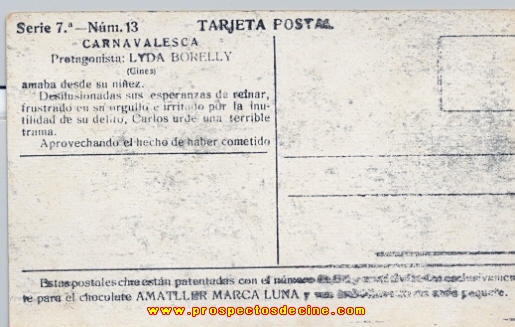 Serie 7.ª—Núm. 13 TARJETA POSTAL
CARNAVALESCA
Protagonista: LYDA BORELLY
(Cines)
amaba desde su niñez.
Desilusionadas sus esperanzas de reinar,
frustrado en su orgullo e irritado por la inu-
tilidad de su delito, Carlos urde una terrible
trama.
Aprovechando el hecho de haber cometido
Estas postales cine están patentadas con el número exclusivamen-
te para el chocolate AMATLLER MARCA LUNA y paquete.
www.prospectosdecine.com